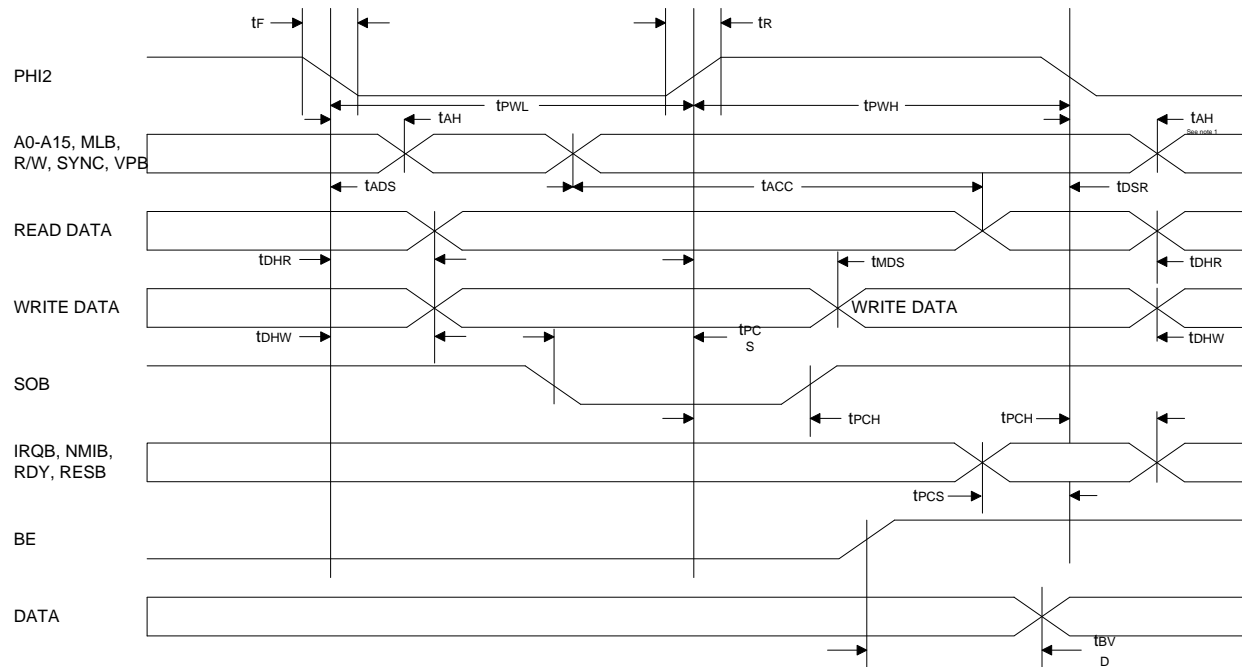 tF
tR
PHI2
tPWL
tPWH
tAH
tAH
See note 1
A0-A15, MLB,
R/W, SYNC, VPB
tADS
tACC
tDSR
READ DATA
tDHR
tMDS
tDHR
WRITE DATA
WRITE DATA
tDHW
tPC
S
tDHW
SOB
tPCH
tPCH
IRQB, NMIB,
RDY, RESB
tPCS
BE
DATA
tBV
D